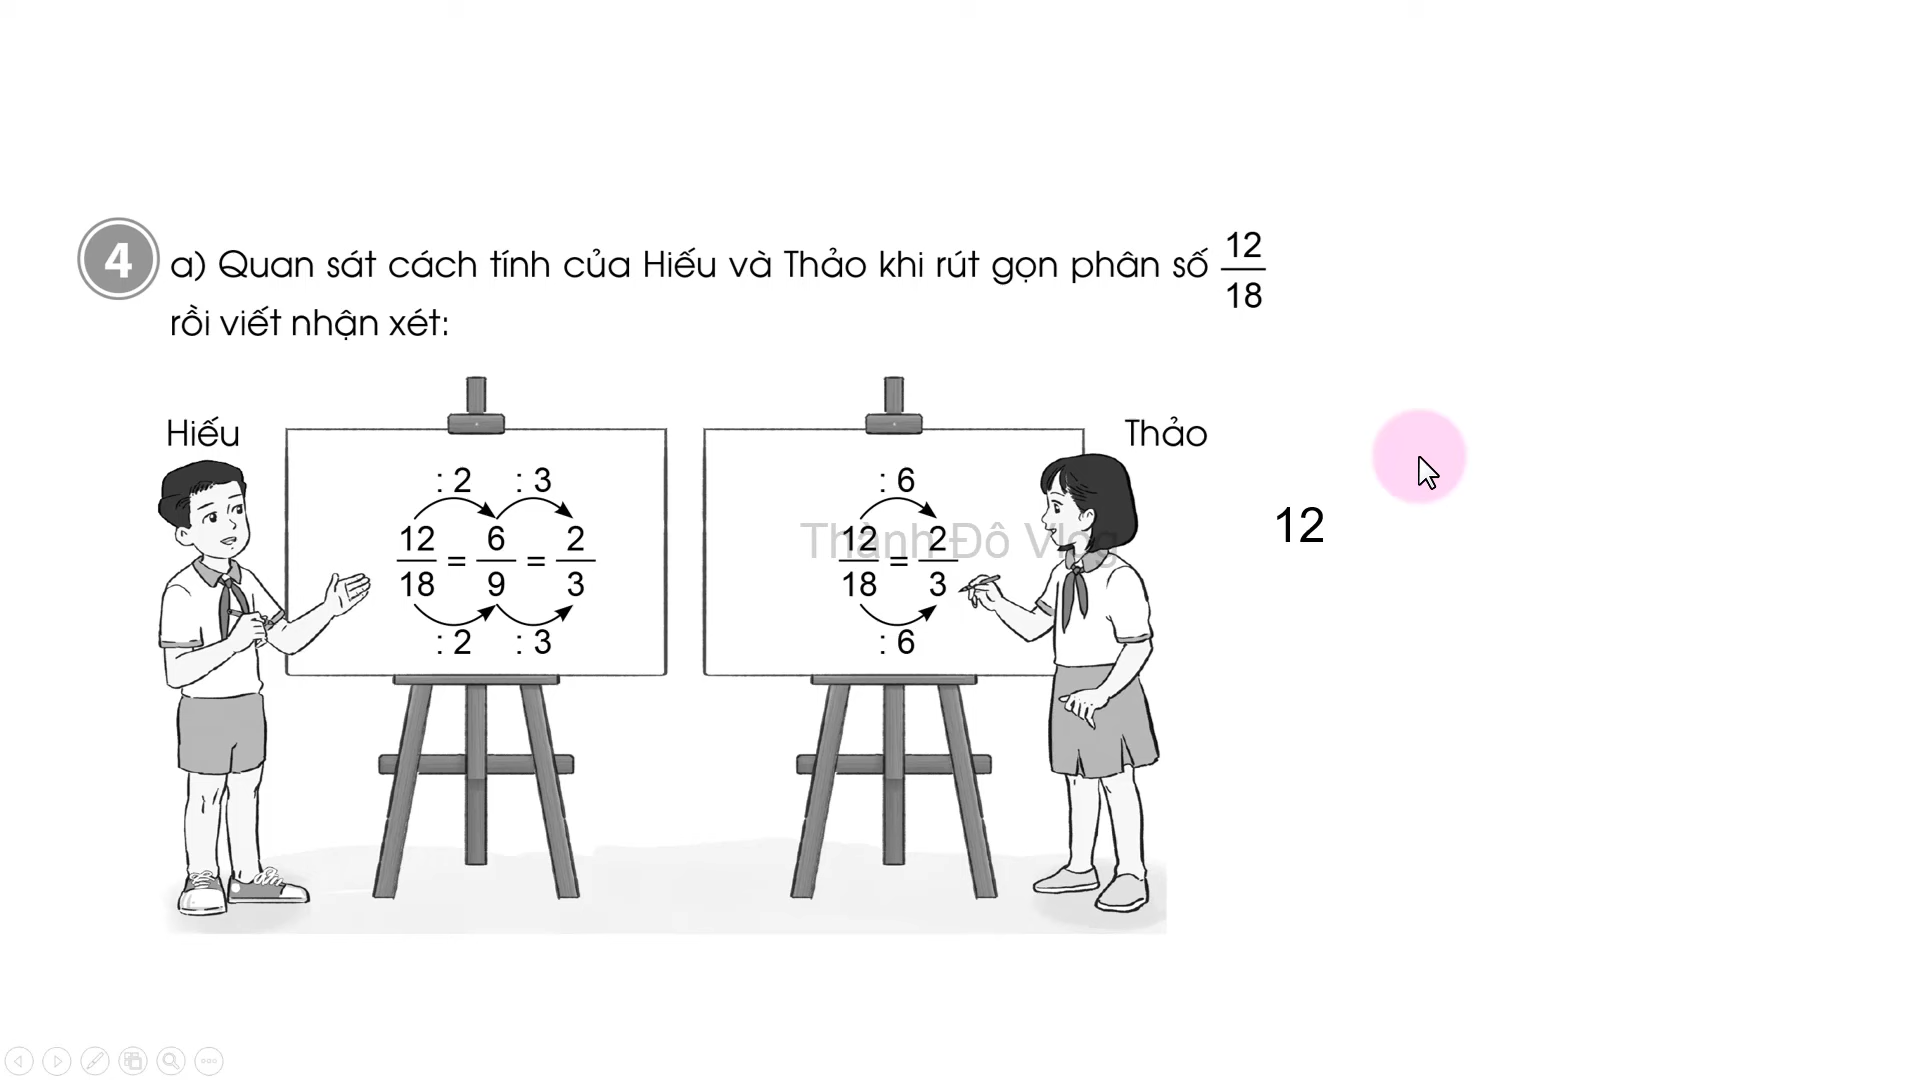 4 a) Quan sát cách tính của Hiếu và Thảo khi rút gọn phân số 12/18
rồi viết nhận xét:
Hiếu
Thảo
: 2 : 3
12/18 = 6/9 = 2/3
: 2 : 3
: 6
12/18 = 2/3
: 6
Thành Đô Vlog
12